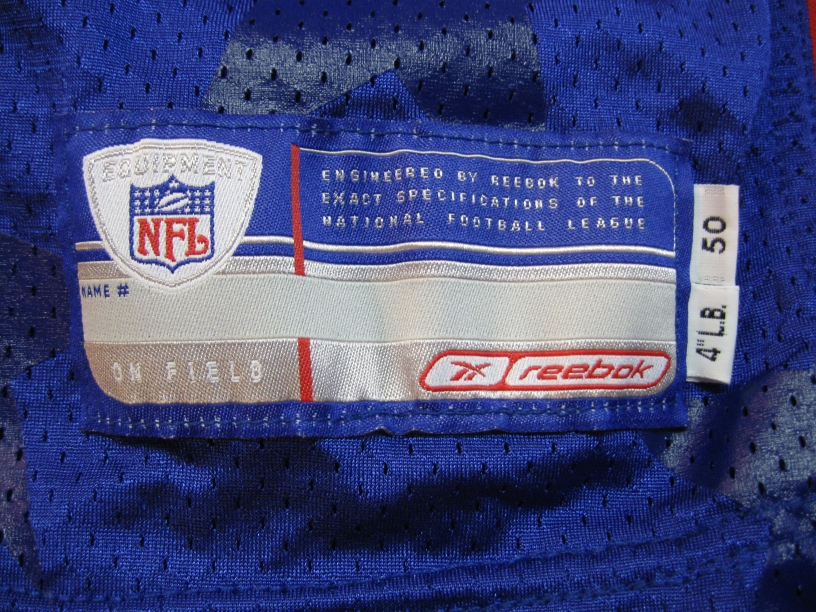 EQUIPMENT
NFL
ENGINEERED BY REEBOK TO THE
EXACT SPECIFICATIONS OF THE
NATIONAL FOOTBALL LEAGUE
NAME #
ON FIELD
reebok
50
4" L.B.